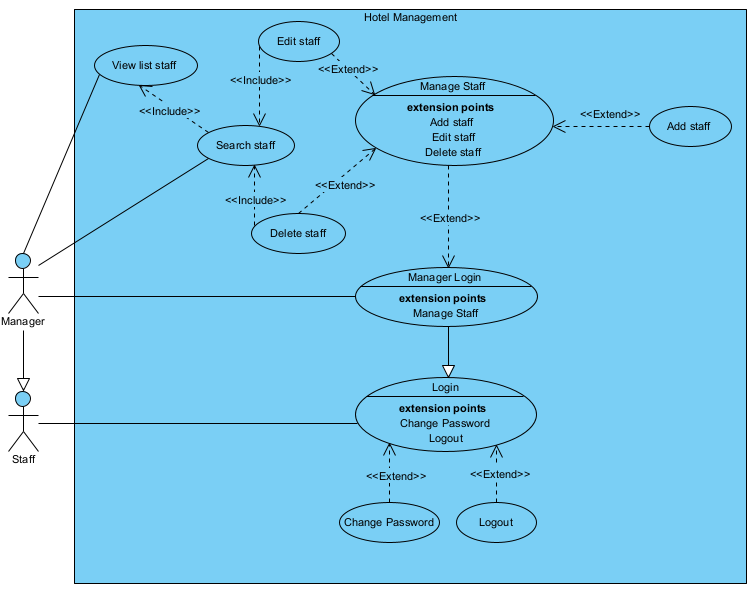 Hotel Management
Edit staff
View list staff
<<Include>>
<<Extend>>
Manage Staff
extension points
Add staff
Edit staff
Delete staff
<<Extend>>
Add staff
<<Include>>
Search staff
<<Extend>>
<<Include>>
Delete staff
<<Extend>>
Manager Login
extension points
Manage Staff
Manager
Login
extension points
Change Password
Logout
Staff
<<Extend>>
<<Extend>>
Change Password
Logout